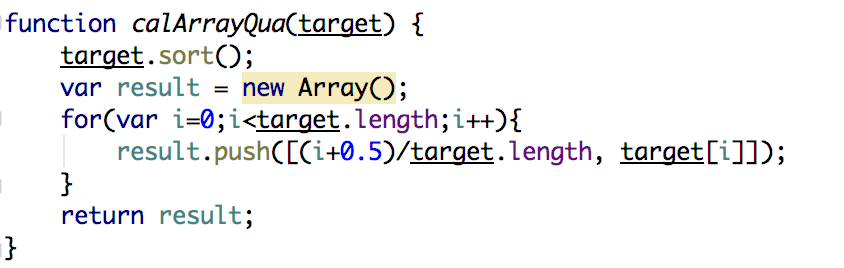 function calArrayQua(target) {
    target.sort();
    var result = new Array();
    for(var i=0;i<target.length;i++){
        result.push([(i+0.5)/target.length, target[i]]);
    }
    return result;
}